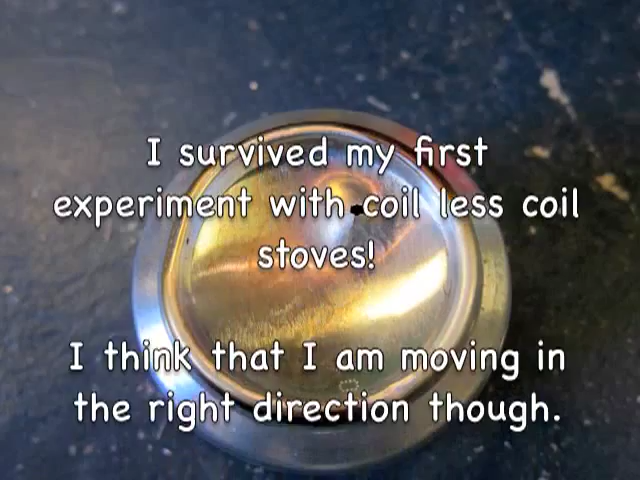 I survived my first
experiment with coil less coil
stoves!
I think that I am moving in
the right direction though.